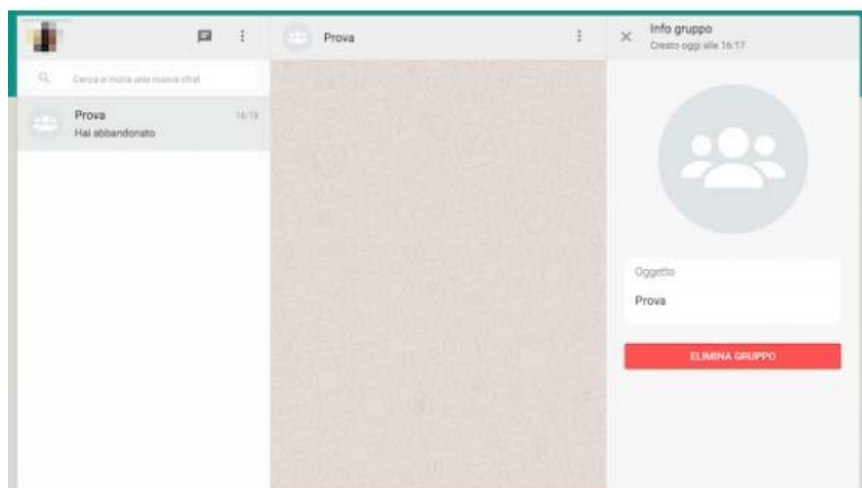 Prova
Info gruppo
Creato oggi alle 16:17
Cerca o inizia una nuova chat
Prova
16:18
Hai abbandonato
Oggetto
Prova
ELIMINA GRUPPO